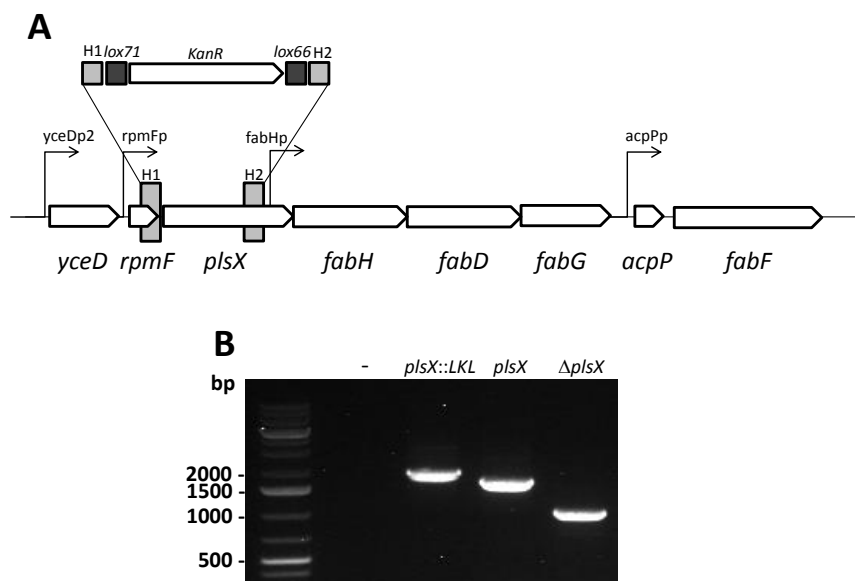 A
H1 lox71 KanR lox66 H2
yceDp2 rpmFp fabHp acpPp
H1 H2
yceD rpmF plsX fabH fabD fabG acpP fabF
B
bp - plsX::LKL plsX ΔplsX
2000 -
1500 -
1000 -
500 -